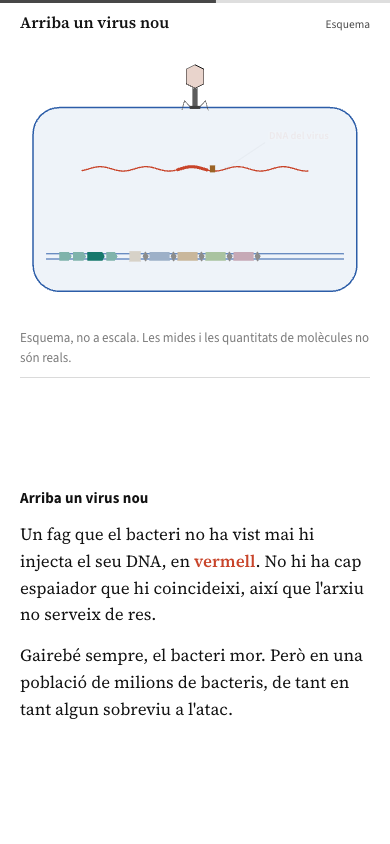 Arriba un virus nou
Esquema
Esquema, no a escala. Les mides i les quantitats de molècules no
són reals.
Arriba un virus nou
Un fag que el bacteri no ha vist mai hi
injecta el seu DNA, en vermell. No hi ha cap
espaiador que hi coincideixi, així que l'arxiu
no serveix de res.
Gairebé sempre, el bacteri mor. Però en una
població de milions de bacteris, de tant en
tant algun sobreviu a l'atac.